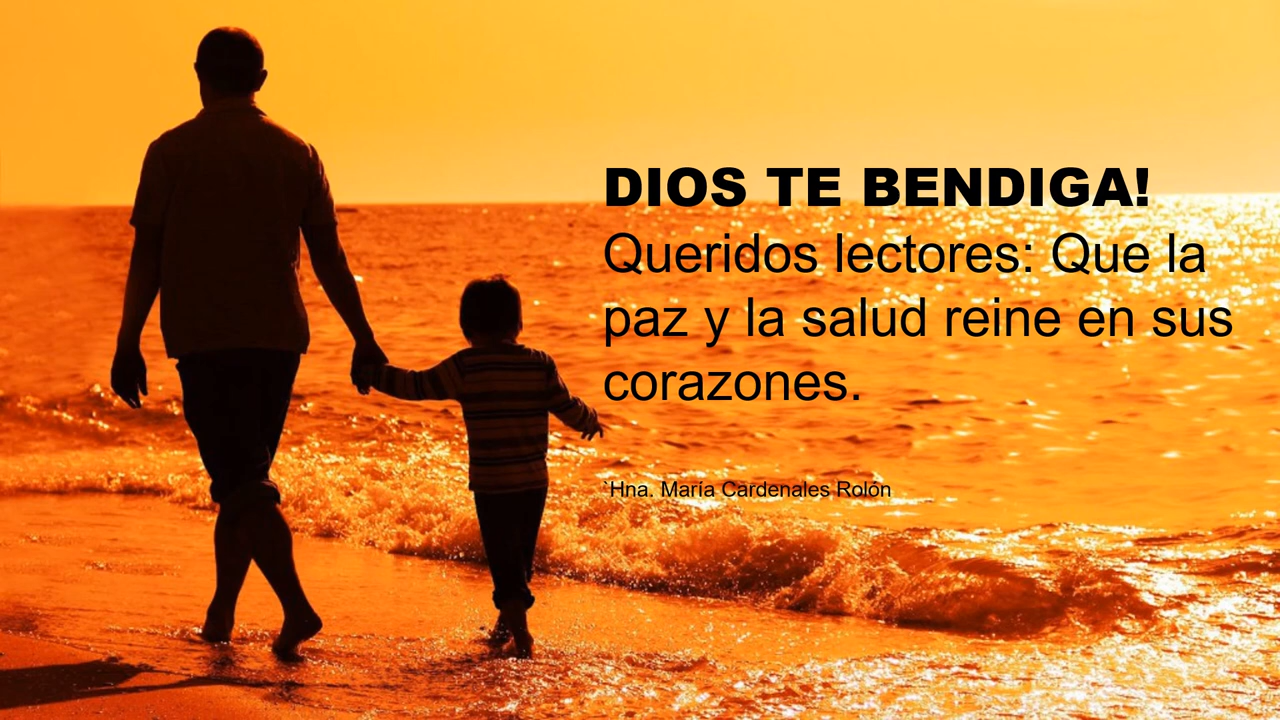 DIOS TE BENDIGA!
Queridos lectores: Que la
paz y la salud reine en sus
corazones.
`Hna. María Cardenales Rolón